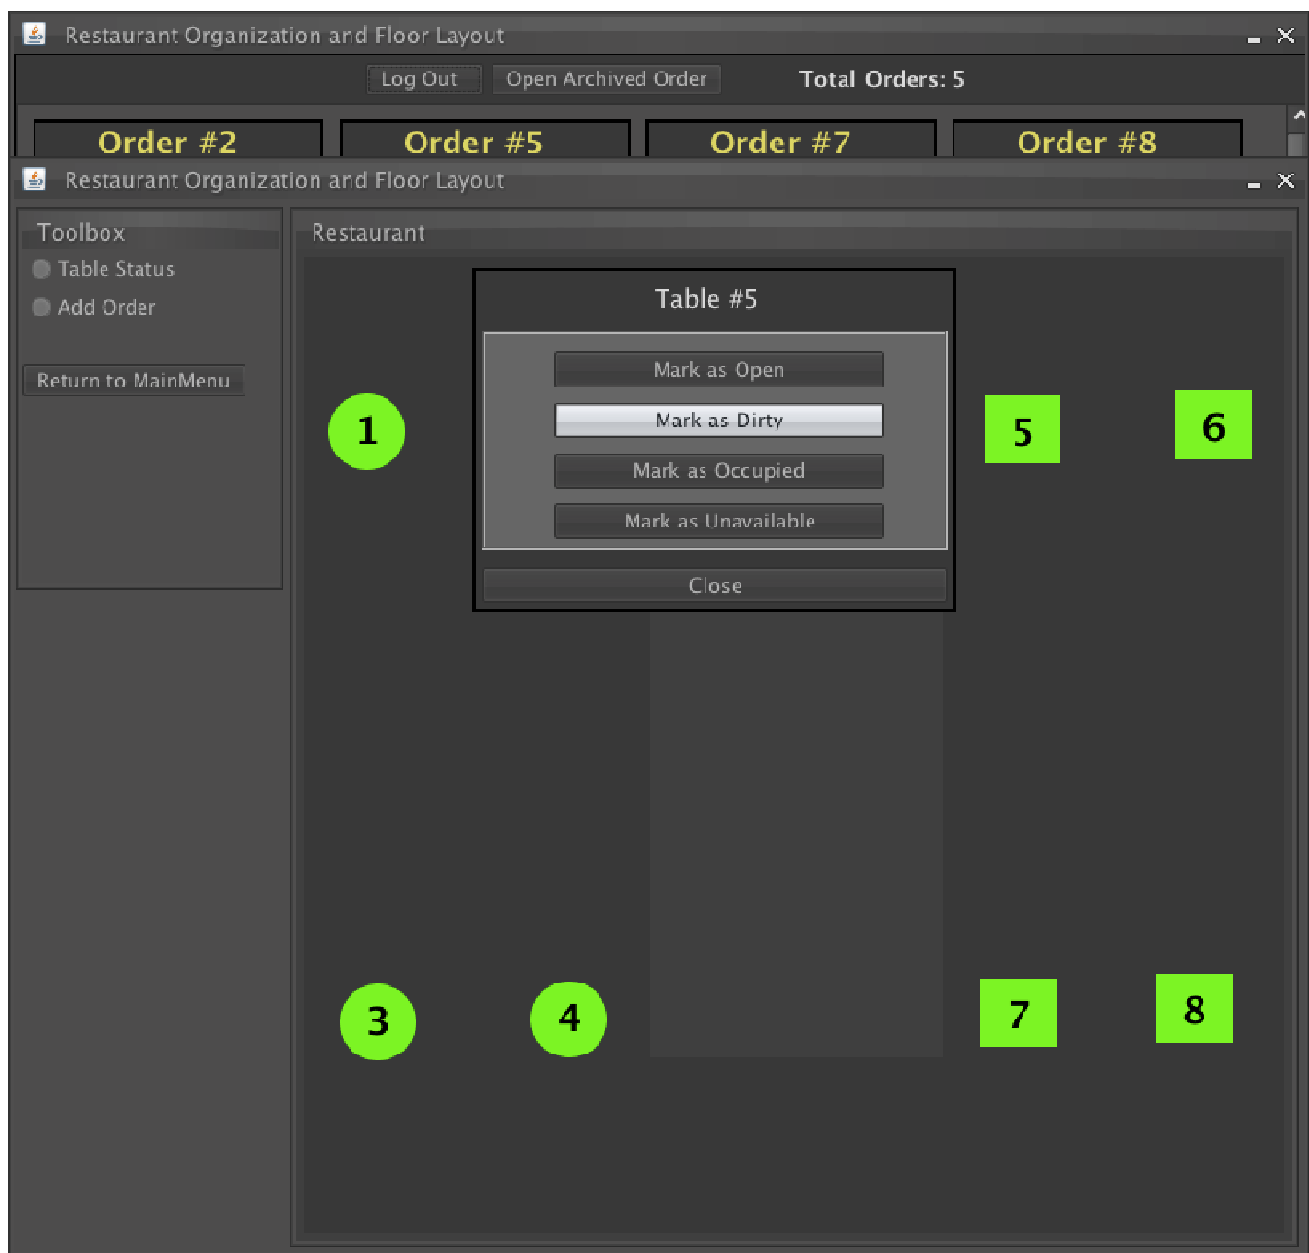 Restaurant Organization and Floor Layout
Log Out Open Archived Order Total Orders: 5
Order #2 Order #5 Order #7 Order #8
Restaurant Organization and Floor Layout
Toolbox
Table Status
Add Order
Return to MainMenu
Restaurant
Table #5
Mark as Open
Mark as Dirty
Mark as Occupied
Mark as Unavailable
Close
1 5 6
3 4 7 8